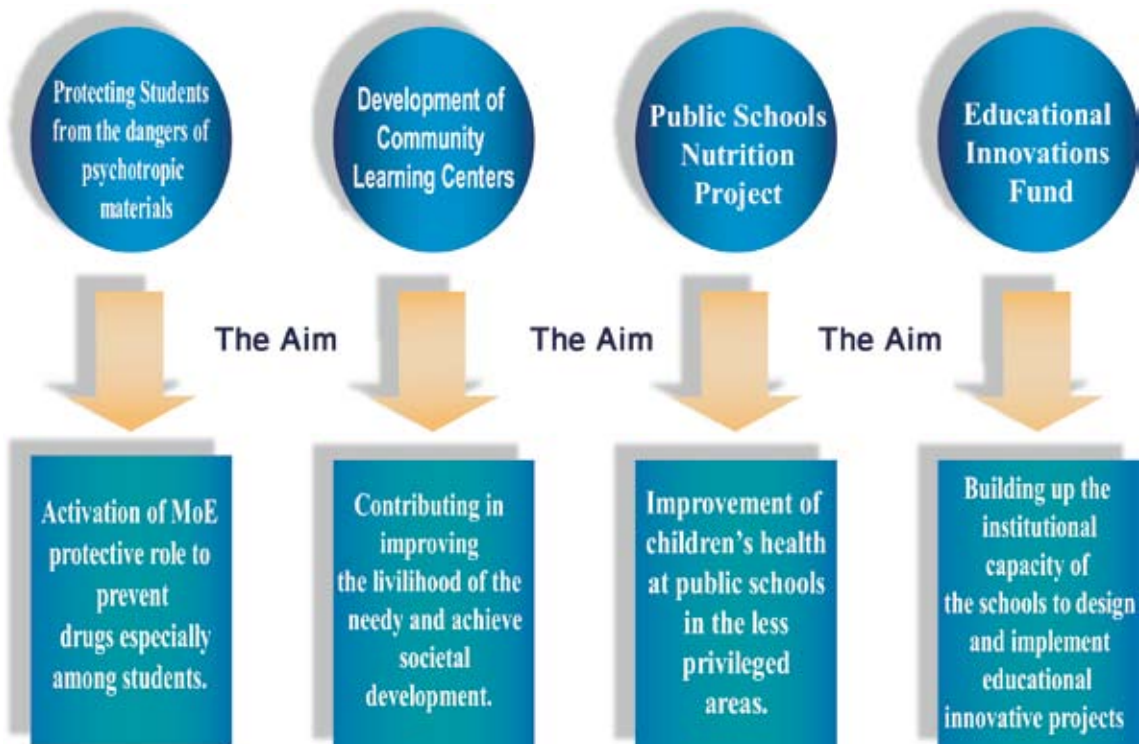 Protecting Students
from the dangers of
psychotropic
materials
Development of
Community
Learning Centers
Public Schools
Nutrition
Project
Educational
Innovations
Fund
The Aim
The Aim
The Aim
Activation of MoE
protective role to
prevent
drugs especially
among students.
Contributing in
improving
the livilihood of the
needy and achieve
societal
development.
Improvement of
children's health
at public schools
in the less
privileged
areas.
Building up the
institutional
capacity of
the schools to design
and implement
educational
innovative projects